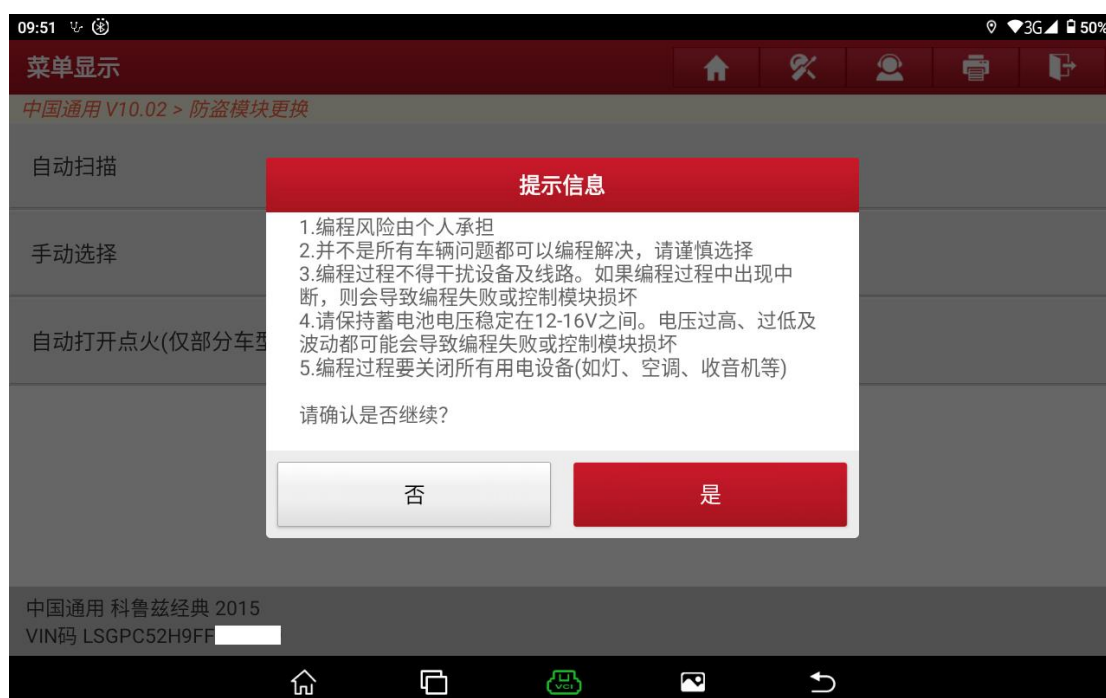 09:51
3G 50%
菜单显示
中国通用 V10.02 > 防盗模块更换
自动扫描
手动选择
自动打开点火(仅部分车型
提示信息
1.编程风险由个人承担
2.并不是所有车辆问题都可以编程解决，请谨慎选择
3.编程过程不得干扰设备及线路。如果编程过程中出现中
断，则会导致编程失败或控制模块损坏
4.请保持蓄电池电压稳定在12-16V之间。电压过高、过低及
波动都可能会导致编程失败或控制模块损坏
5.编程过程要关闭所有用电设备(如灯、空调、收音机等)
请确认是否继续?
否
是
中国通用 科鲁兹经典 2015
VIN码 LSGPC52H9FF
VCI